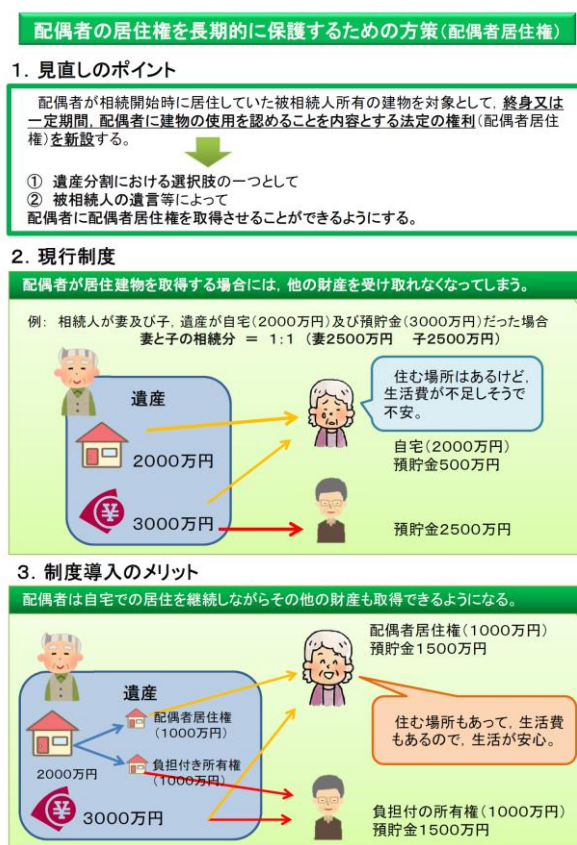 配偶者の居住権を長期的に保護するための方策(配偶者居住権)
１．見直しのポイント
配偶者が相続開始時に居住していた被相続人所有の建物を対象として，終身又は
一定期間，配偶者に建物の使用を認めることを内容とする法定の権利(配偶者居住
権)を新設する。
① 遺産分割における選択肢の一つとして
② 被相続人の遺言等によって
配偶者に配偶者居住権を取得させることができるようにする。
２．現行制度
配偶者が居住建物を取得する場合には，他の財産を受け取れなくなってしまう。
例： 相続人が妻及び子，遺産が自宅(2000万円)及び預貯金(3000万円)だった場合
妻と子の相続分 ＝ 1：1 (妻2500万円 子2500万円)
遺産
2000万円
¥
3000万円
住む場所はあるけど，
生活費が不足しそうで
不安。
自宅(2000万円)
預貯金500万円
預貯金2500万円
３．制度導入のメリット
配偶者は自宅での居住を継続しながらその他の財産も取得できるようになる。
遺産
2000万円
配偶者居住権
(1000万円)
負担付き所有権
(1000万円)
¥
3000万円
配偶者居住権(1000万円)
預貯金1500万円
住む場所もあって，生活費
もあるので，生活が安心。
負担付の所有権(1000万円)
預貯金1500万円